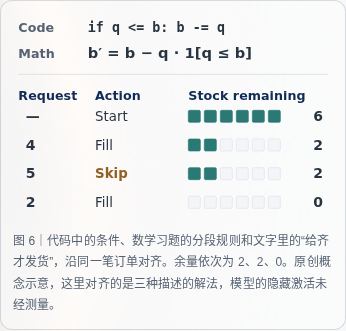 Code if q <= b: b -= q
Math b′ = b − q · 1[q ≤ b]
Request Action Stock remaining
— Start 6
4 Fill 2
5 Skip 2
2 Fill 0
图 6｜代码中的条件、数学习题的分段规则和文字里的“给齐
才发货”，沿同一笔订单对齐。余量依次为 2、2、0。原创概
念示意，这里对齐的是三种描述的解法，模型的隐藏激活未
经测量。